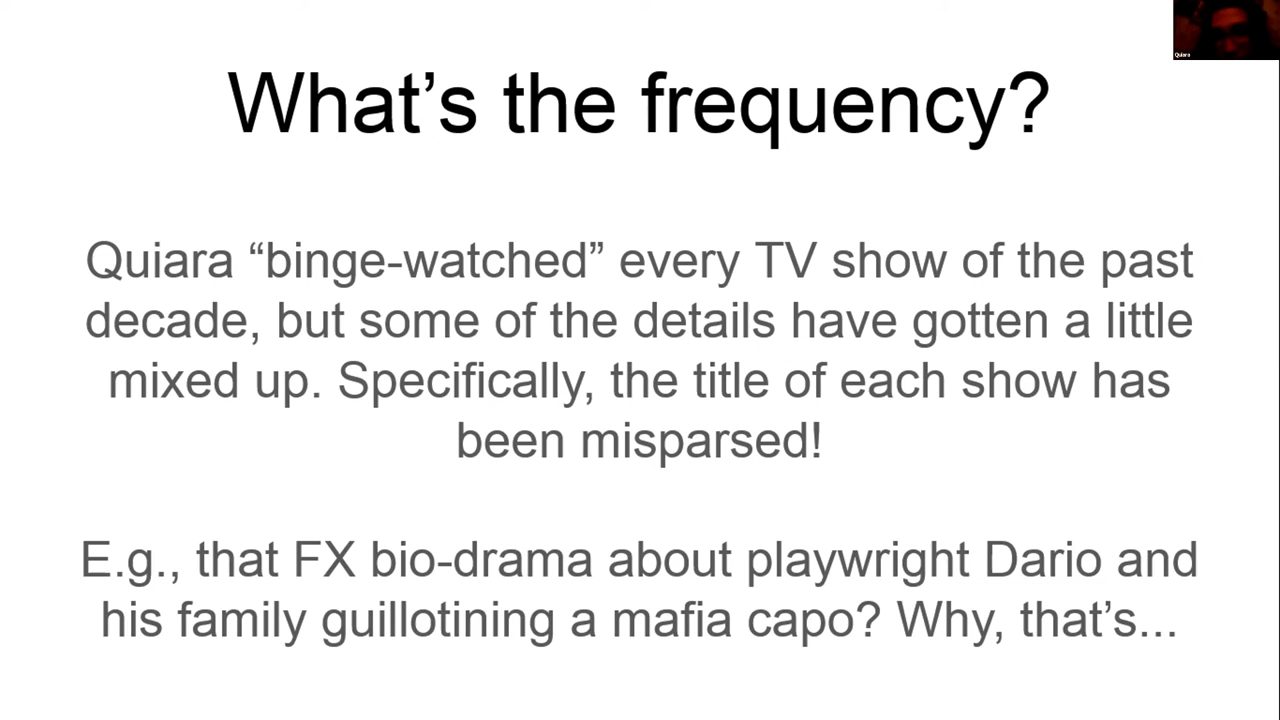 Quiara
What’s the frequency?
Quiara “binge-watched” every TV show of the past
decade, but some of the details have gotten a little
mixed up. Specifically, the title of each show has
been misparsed!
E.g., that FX bio-drama about playwright Dario and
his family guillotining a mafia capo? Why, that’s...